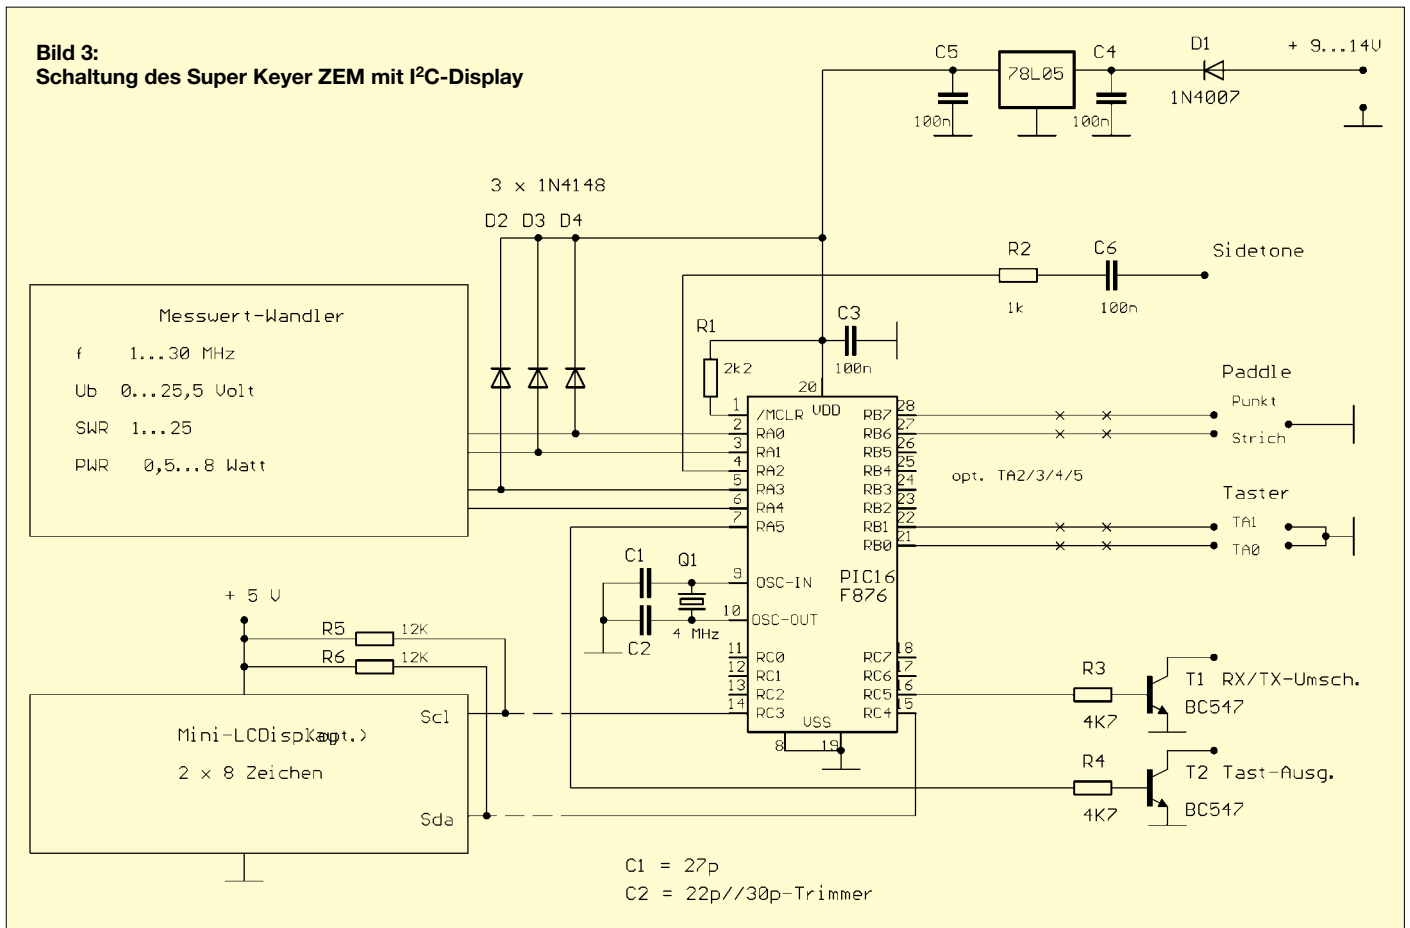 Bild 3:
Schaltung des Super Keyer ZEM mit I²C-Display
C5
100n
78L05
C4
100n
D1
1N4007
+ 9...14V
3 x 1N4148
D2 D3 D4
R2
1k
C6
100n
Sidetone
Messwert-Wandler
f 1...30 MHz
Ub 0...25,5 Volt
SWR 1...25
PWR 0,5...8 Watt
R1
2k2
C3
100n
20
VDD
1 /MCLR
2 RA0
3 RA1
4 RA2
5 RA3
6 RA4
7 RA5
9 OSC-IN
10 OSC-OUT
11 RC0
12 RC1
13 RC2
14 RC3
RB7 28
RB6 27
RB5 26
RB4 25
RB3 24
RB2 23
RB1 22
RB0 21
PIC16
F876
RC7 18
RC6 17
RC5 16
RC4 15
VSS
8 19
Paddle
Punkt
Strich
opt. TA2/3/4/5
Taster
TA1
TA0
C1
C2
Q1
4 MHz
+ 5 V
R5 12K
R6 12K
Scl
Mini-LCDisplay(opt.)
2 x 8 Zeichen
Sda
R3
4K7
T1 RX/TX-Umsch.
BC547
R4
4K7
T2 Tast-Ausg.
BC547
C1 = 27p
C2 = 22p//30p-Trimmer